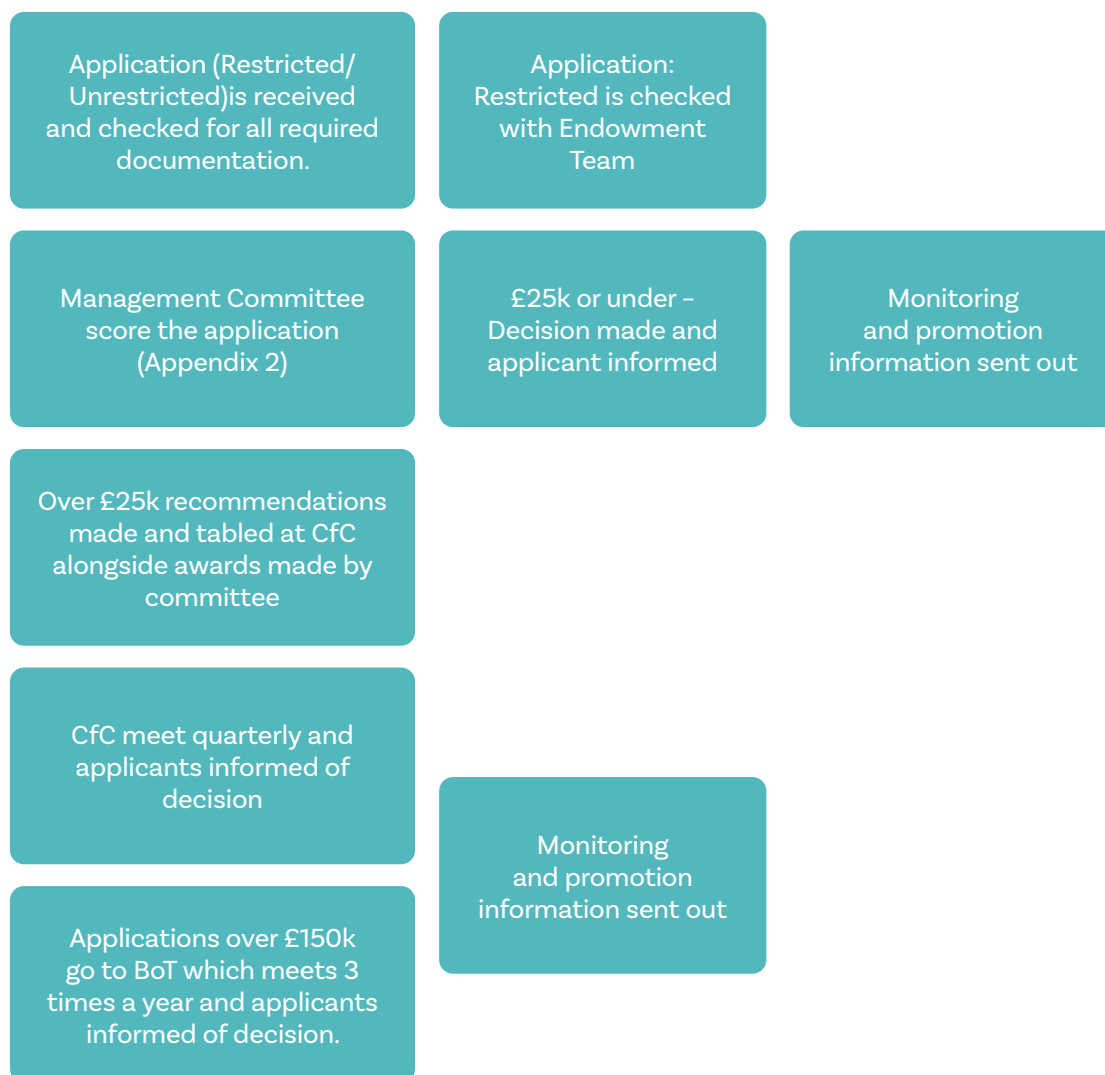 Application (Restricted/
Unrestricted)is received
and checked for all required
documentation.
Application:
Restricted is checked
with Endowment
Team
Management Committee
score the application
(Appendix 2)
£25k or under –
Decision made and
applicant informed
Monitoring
and promotion
information sent out
Over £25k recommendations
made and tabled at CfC
alongside awards made by
committee
CfC meet quarterly and
applicants informed of
decision
Monitoring
and promotion
information sent out
Applications over £150k
go to BoT which meets 3
times a year and applicants
informed of decision.